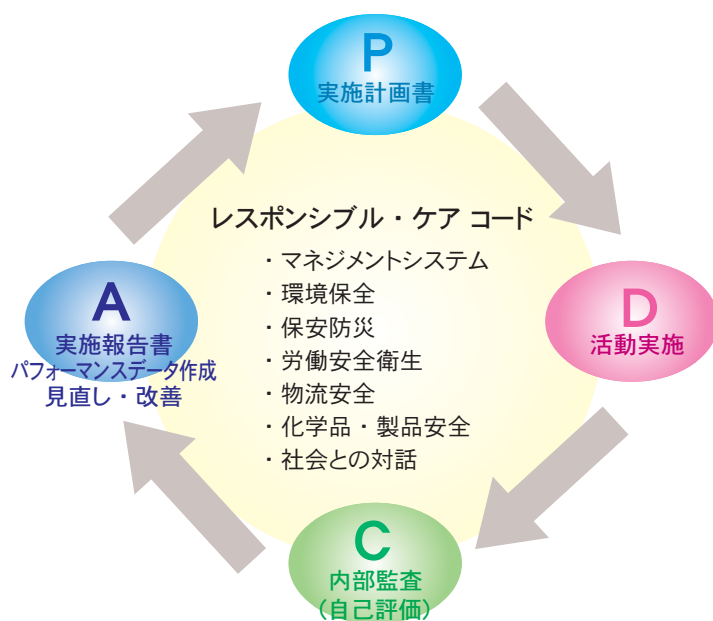 P
実施計画書
レスポンシブル・ケア コード
・マネジメントシステム
・環境保全
・保安防災
・労働安全衛生
・物流安全
・化学品・製品安全
・社会との対話
D
活動実施
C
内部監査
(自己評価)
A
実施報告書
パフォーマンスデータ作成
見直し・改善